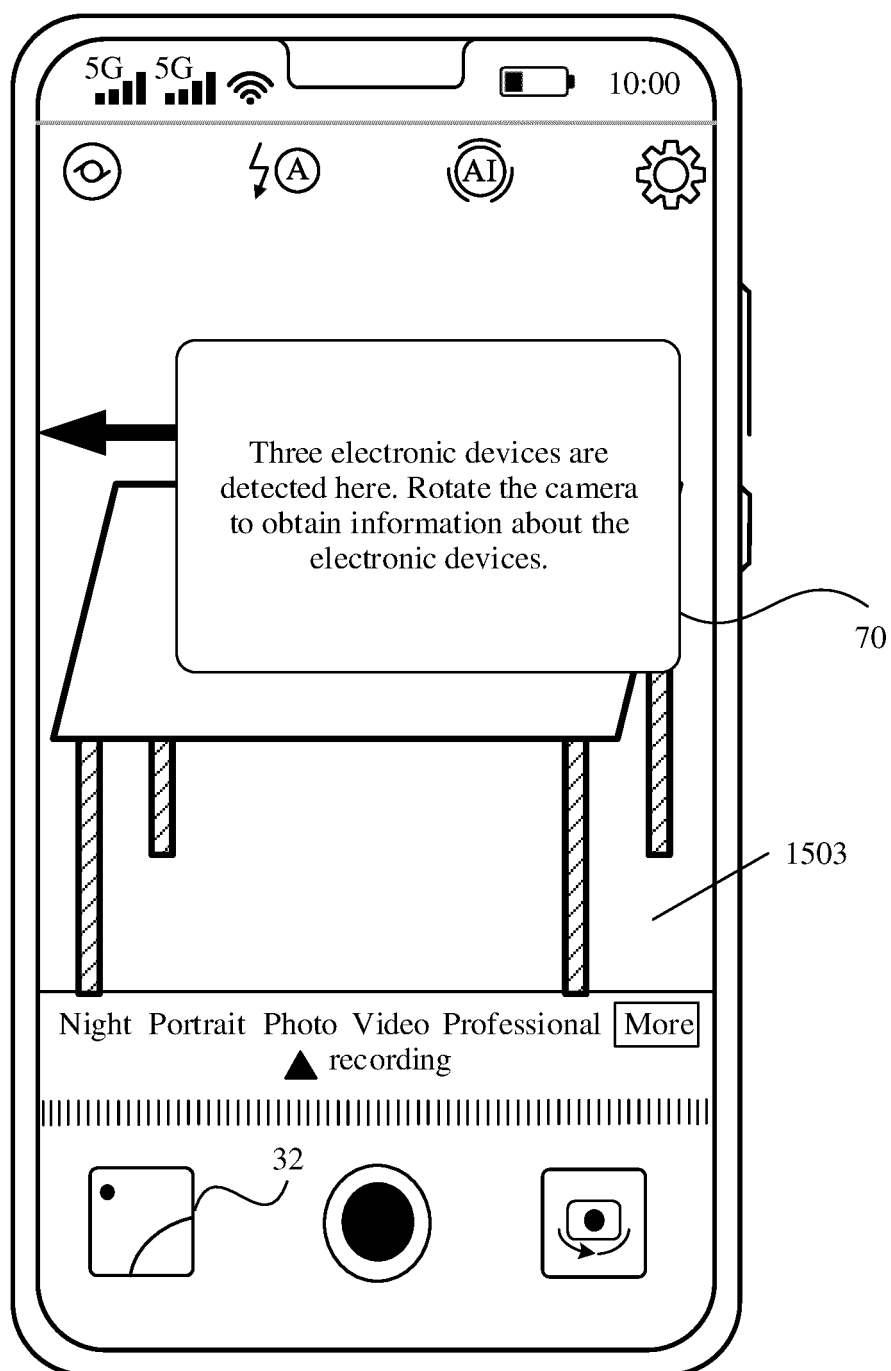 5G 5G 10:00
A AI
Three electronic devices are
detected here. Rotate the camera
to obtain information about the
electronic devices.
70
1503
Night Portrait Photo Video Professional More
recording
32